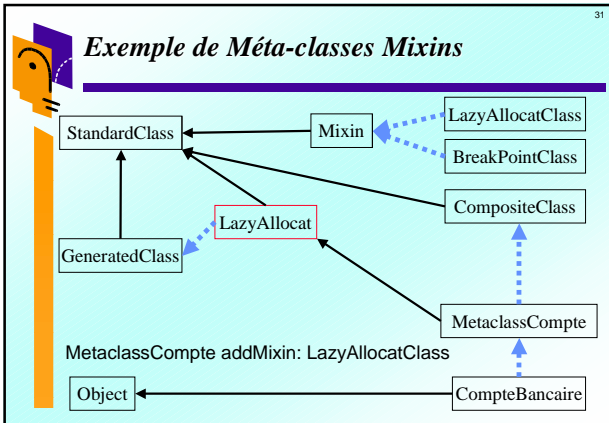 31
Exemple de Méta-classes Mixins
LazyAllocatClass
StandardClass
Mixin
BreakPointClass
CompositeClass
LazyAllocat
GeneratedClass
MetaclassCompte
MetaclassCompte addMixin: LazyAllocatClass
Object
CompteBancaire